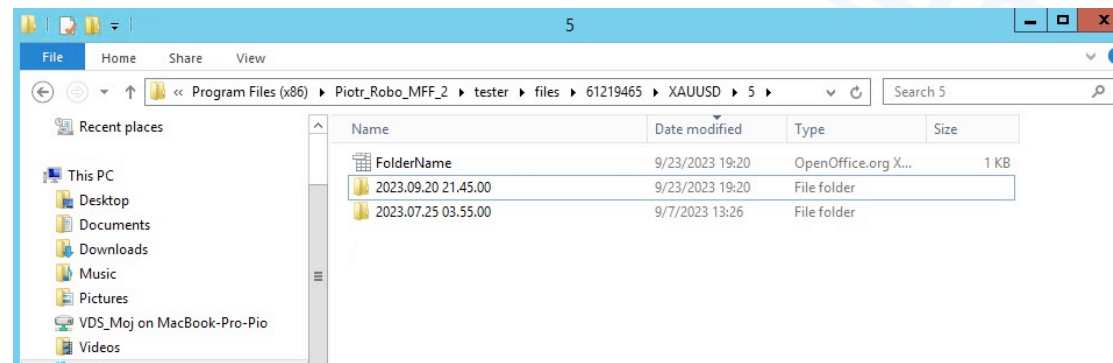 5
File Home Share View
« Program Files (x86) ▸ Piotr_Robo_MFF_2 ▸ tester ▸ files ▸ 61219465 ▸ XAUUSD ▸ 5 ▸ Search 5
Recent places
This PC
Desktop
Documents
Downloads
Music
Pictures
VDS_Moj on MacBook-Pro-Pio
Videos
Name Date modified Type Size
FolderName 9/23/2023 19:20 OpenOffice.org X... 1 KB
2023.09.20 21.45.00 9/23/2023 19:20 File folder
2023.07.25 03.55.00 9/7/2023 13:26 File folder